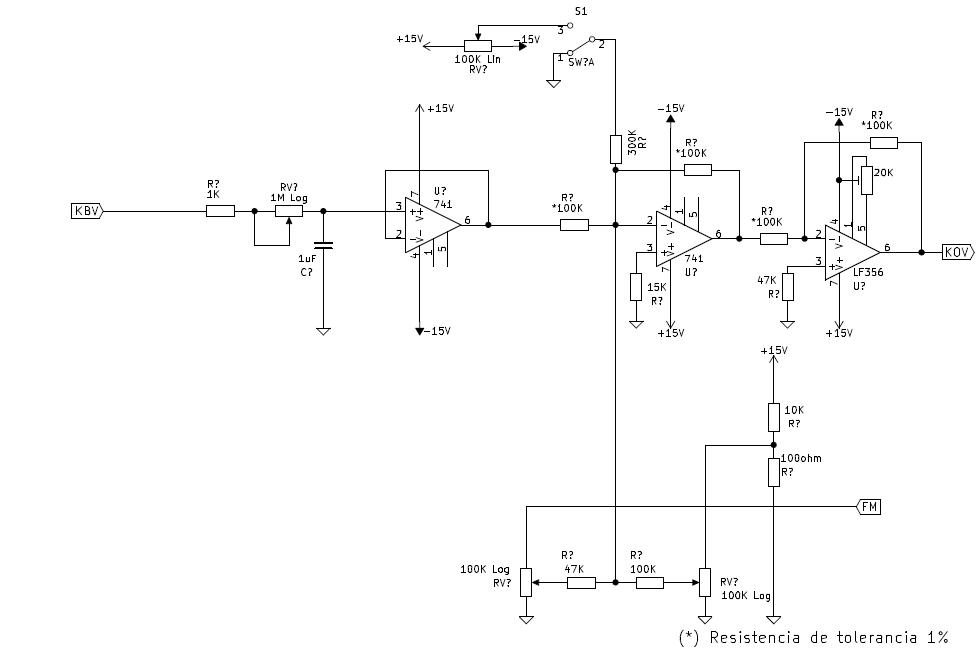 S1
3
+15V
-15V
2
1
SW?A
100K Lin
RV?
+15V
-15V
-15V
R?
*100K
300K
R?
R?
*100K
7
U?
741
4
1
5
20K
R?
1K
RV?
1M Log
R?
*100K
R?
*100K
KBV
3
+
V+
6
2
-
V-
4
1
5
2
-
V-
6
3
+
V+
7
741
U?
4
1
5
2
-
V-
6
KOV
3
+
V+
7
LF356
U?
1uF
C?
15K
R?
47K
R?
-15V
+15V
+15V
+15V
10K
R?
100ohm
R?
FM
100K Log
RV?
R?
47K
R?
100K
RV?
100K Log
(*) Resistencia de tolerancia 1%